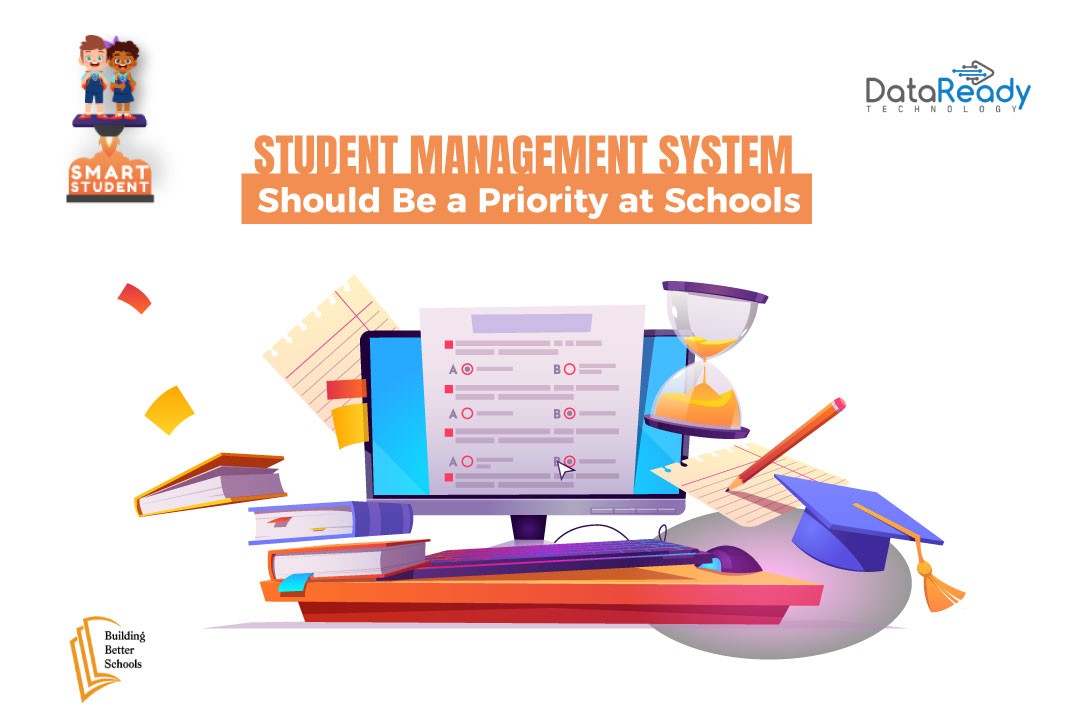 DataReady
TECHNOLOGY
STUDENT MANAGEMENT SYSTEM
Should Be a Priority at Schools
SMART
STUDENT
A
B
A
B
A
B
Building
Better
Schools